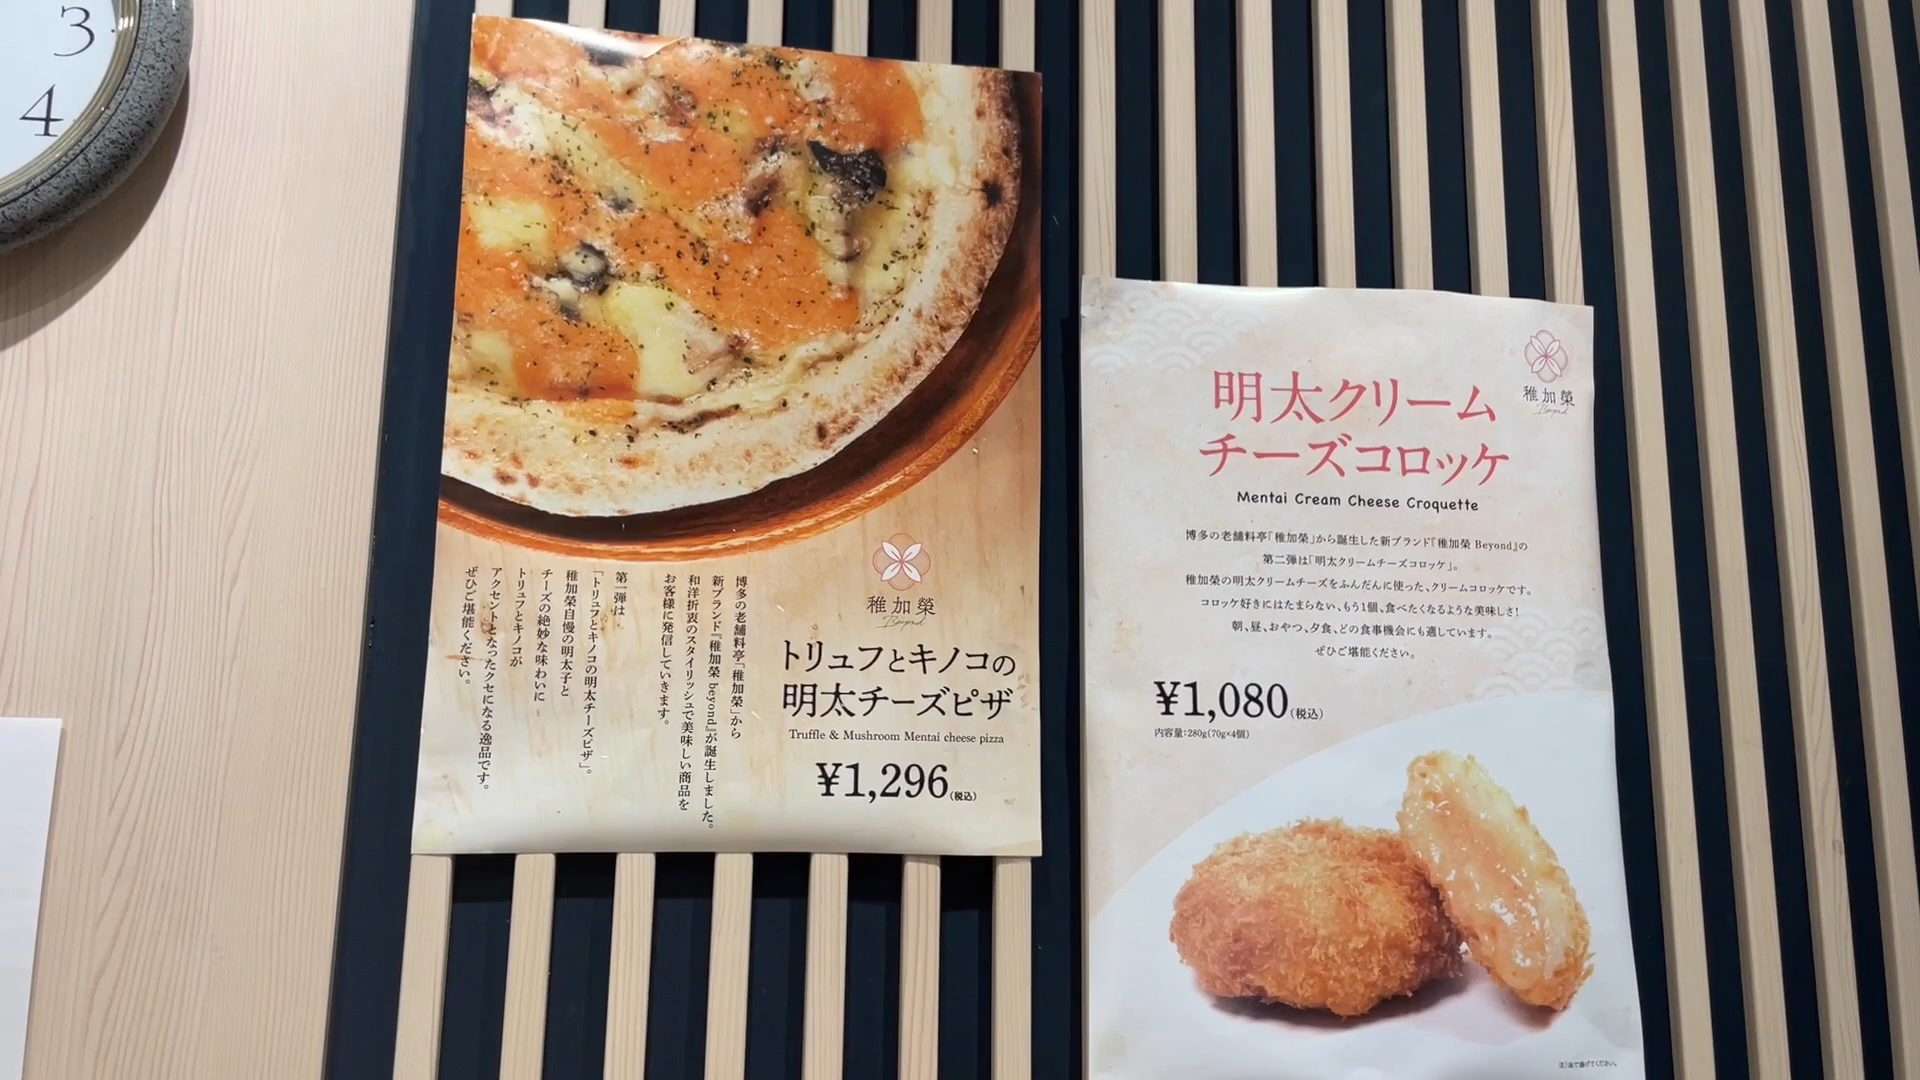 3
4
稚加榮
Beyond
トリュフとキノコの
明太チーズピザ
Truffle & Mushroom Mentai cheese pizza
¥1,296(税込)
博多の老舗料亭「稚加榮」から
新ブランド『稚加榮 beyond』が誕生しました。
和洋折衷のスタイリッシュで美味しい商品を
お客様に発信していきます。
第一弾は
「トリュフとキノコの明太チーズピザ」。
稚加榮自慢の明太子と
チーズの絶妙な味わいに
トリュフとキノコが
アクセントとなったクセになる逸品です。
ぜひご堪能ください。
稚加榮
Beyond
明太クリーム
チーズコロッケ
Mentai Cream Cheese Croquette
博多の老舗料亭「稚加榮」から誕生した新ブランド『稚加榮 Beyond』の
第二弾は「明太クリームチーズコロッケ」。
稚加榮の明太クリームチーズをふんだんに使った、クリームコロッケです。
コロッケ好きにはたまらない、もう1個、食べたくなるような美味しさ!
朝、昼、おやつ、夕食、どの食事機会にも適しています。
ぜひご堪能ください。
¥1,080(税込)
内容量:280g(70g×4個)
注)油で揚げてください。